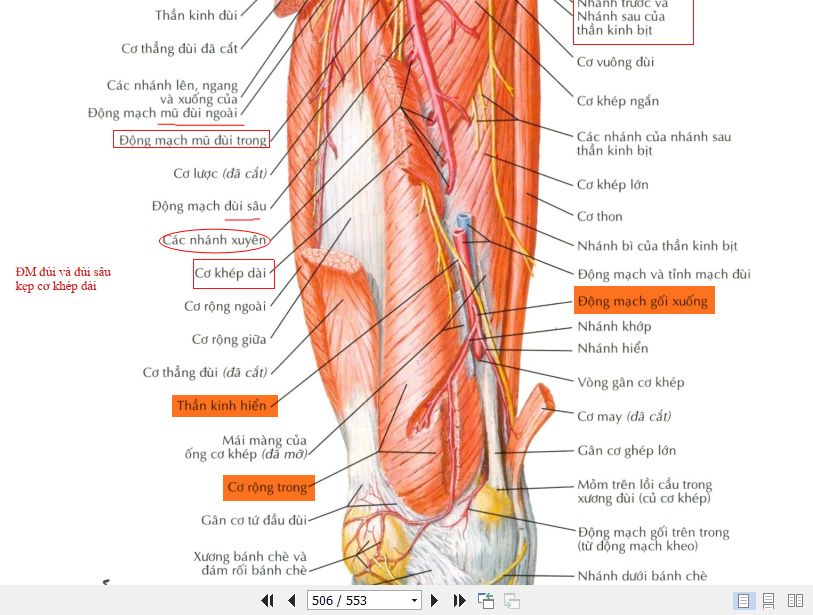 Thần kinh đùi
Cơ thẳng đùi đã cắt
Các nhánh lên, ngang
và xuống của
Động mạch mũ đùi ngoài
Động mạch mũ đùi trong
Cơ lược (đã cắt)
Động mạch đùi sâu
Các nhánh xuyên
Cơ khép dài
ĐM đùi và đùi sâu
kẹp cơ khép dài
Cơ rộng ngoài
Cơ rộng giữa
Cơ thẳng đùi (đã cắt)
Thần kinh hiển
Mái màng của
ống cơ khép (đã mỡ)
Cơ rộng trong
Gân cơ tứ đầu đùi
Xương bánh chè và
đám rối bánh chè
Nhánh trước và
Nhánh sau của
thần kinh bịt
Cơ vuông đùi
Cơ khép ngắn
Các nhánh của nhánh sau
thần kinh bịt
Cơ khép lớn
Cơ thon
Nhánh bì của thần kinh bịt
Động mạch và tĩnh mạch đùi
Động mạch gối xuống
Nhánh khớp
Nhánh hiển
Vòng gân cơ khép
Cơ may (đã cắt)
Gân cơ ghép lớn
Mỏm trên lồi cầu trong
xương đùi (củ cơ khép)
Động mạch gối trên trong
(từ động mạch kheo)
Nhánh dưới bánh chè
506 / 553